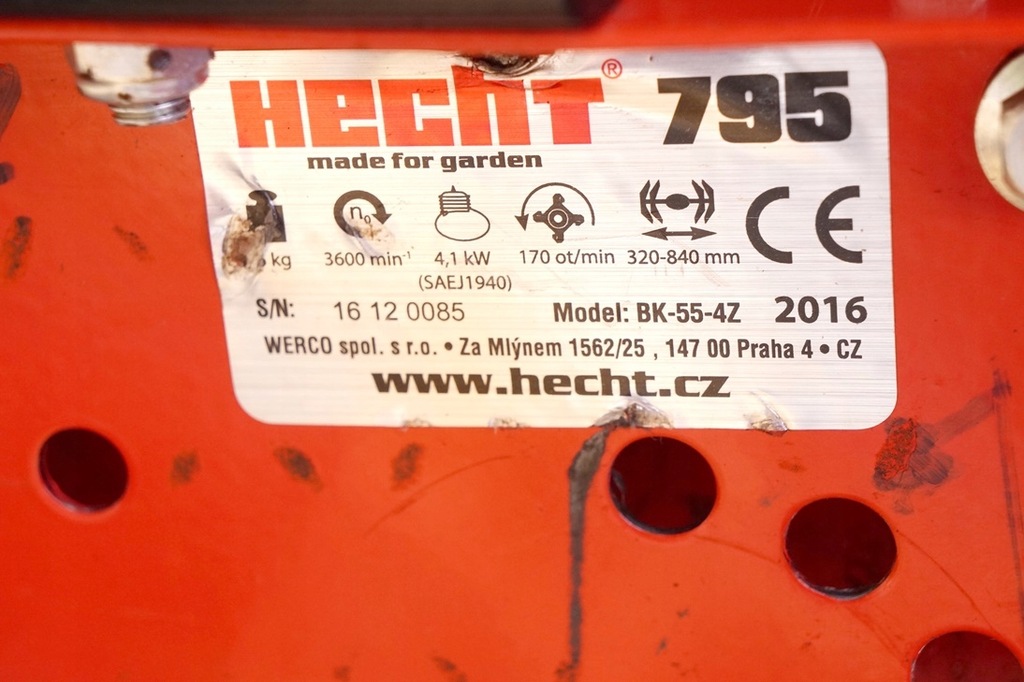 HECHT® 795
made for garden
n₀
CE
kg 3600 min⁻¹ 4,1 kW 170 ot/min 320-840 mm
(SAEJ1940)
S/N: 16 12 0085 Model: BK-55-4Z 2016
WERCO spol. s r.o. • Za Mlýnem 1562/25 , 147 00 Praha 4 • CZ
www.hecht.cz